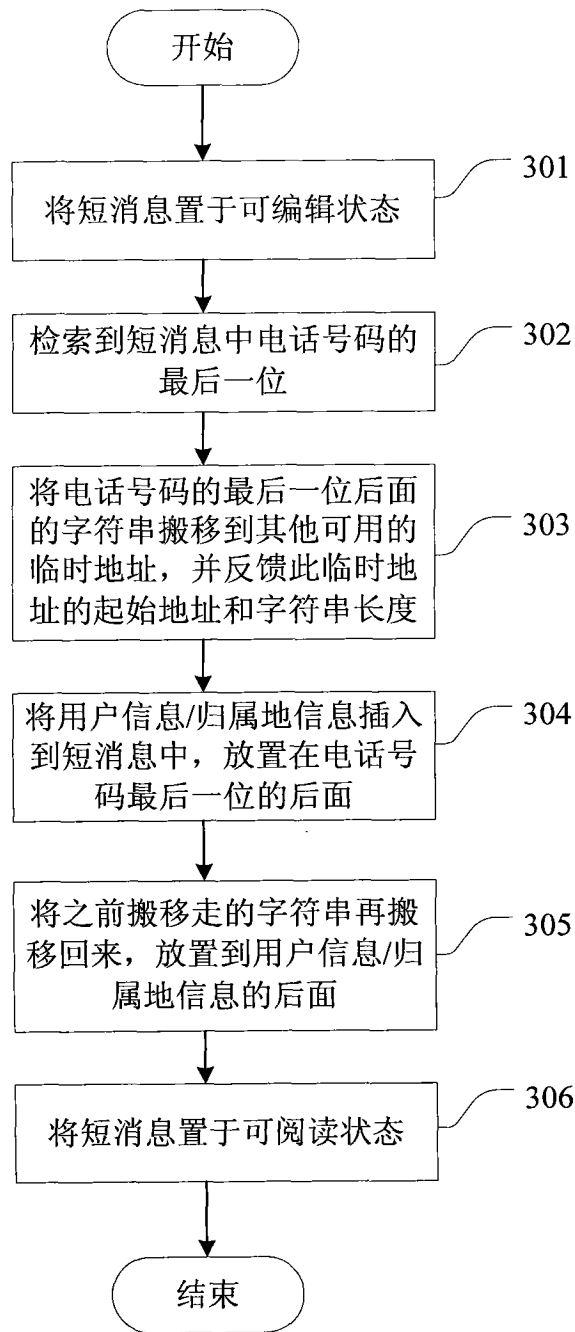 开始
301
将短消息置于可编辑状态
302
检索到短消息中电话号码的
最后一位
303
将电话号码的最后一位后面
的字符串搬移到其他可用的
临时地址，并反馈此临时地
址的起始地址和字符串长度
304
将用户信息/归属地信息插入
到短消息中，放置在电话号
码最后一位的后面
305
将之前搬移走的字符串再搬
移回来，放置到用户信息/归
属地信息的后面
306
将短消息置于可阅读状态
结束